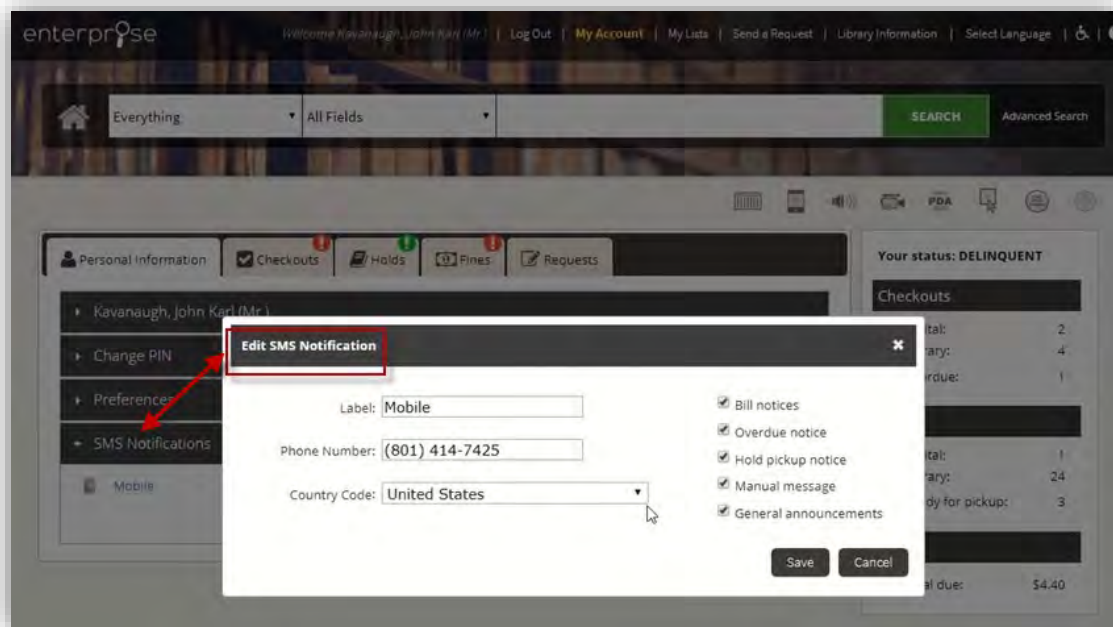 enterprise
Welcome Kavanaugh, John Karl (Mr.) | Log Out | My Account | My Lists | Send a Request | Library Information | Select Language
Everything All Fields SEARCH Advanced Search
PDA
Personal Information Checkouts Holds Fines Requests
Your status: DELINQUENT
Checkouts
Kavanaugh, John Karl (Mr.)
Edit SMS Notification
2
Change PIN
4
1
Preferences
Label: Mobile
Bill notices
SMS Notifications
Overdue notice
Phone Number: (801) 414-7425
Hold pickup notice
1
24
Mobile
Country Code: United States
Manual message
for pickup: 3
General announcements
Save Cancel
due: $4.40